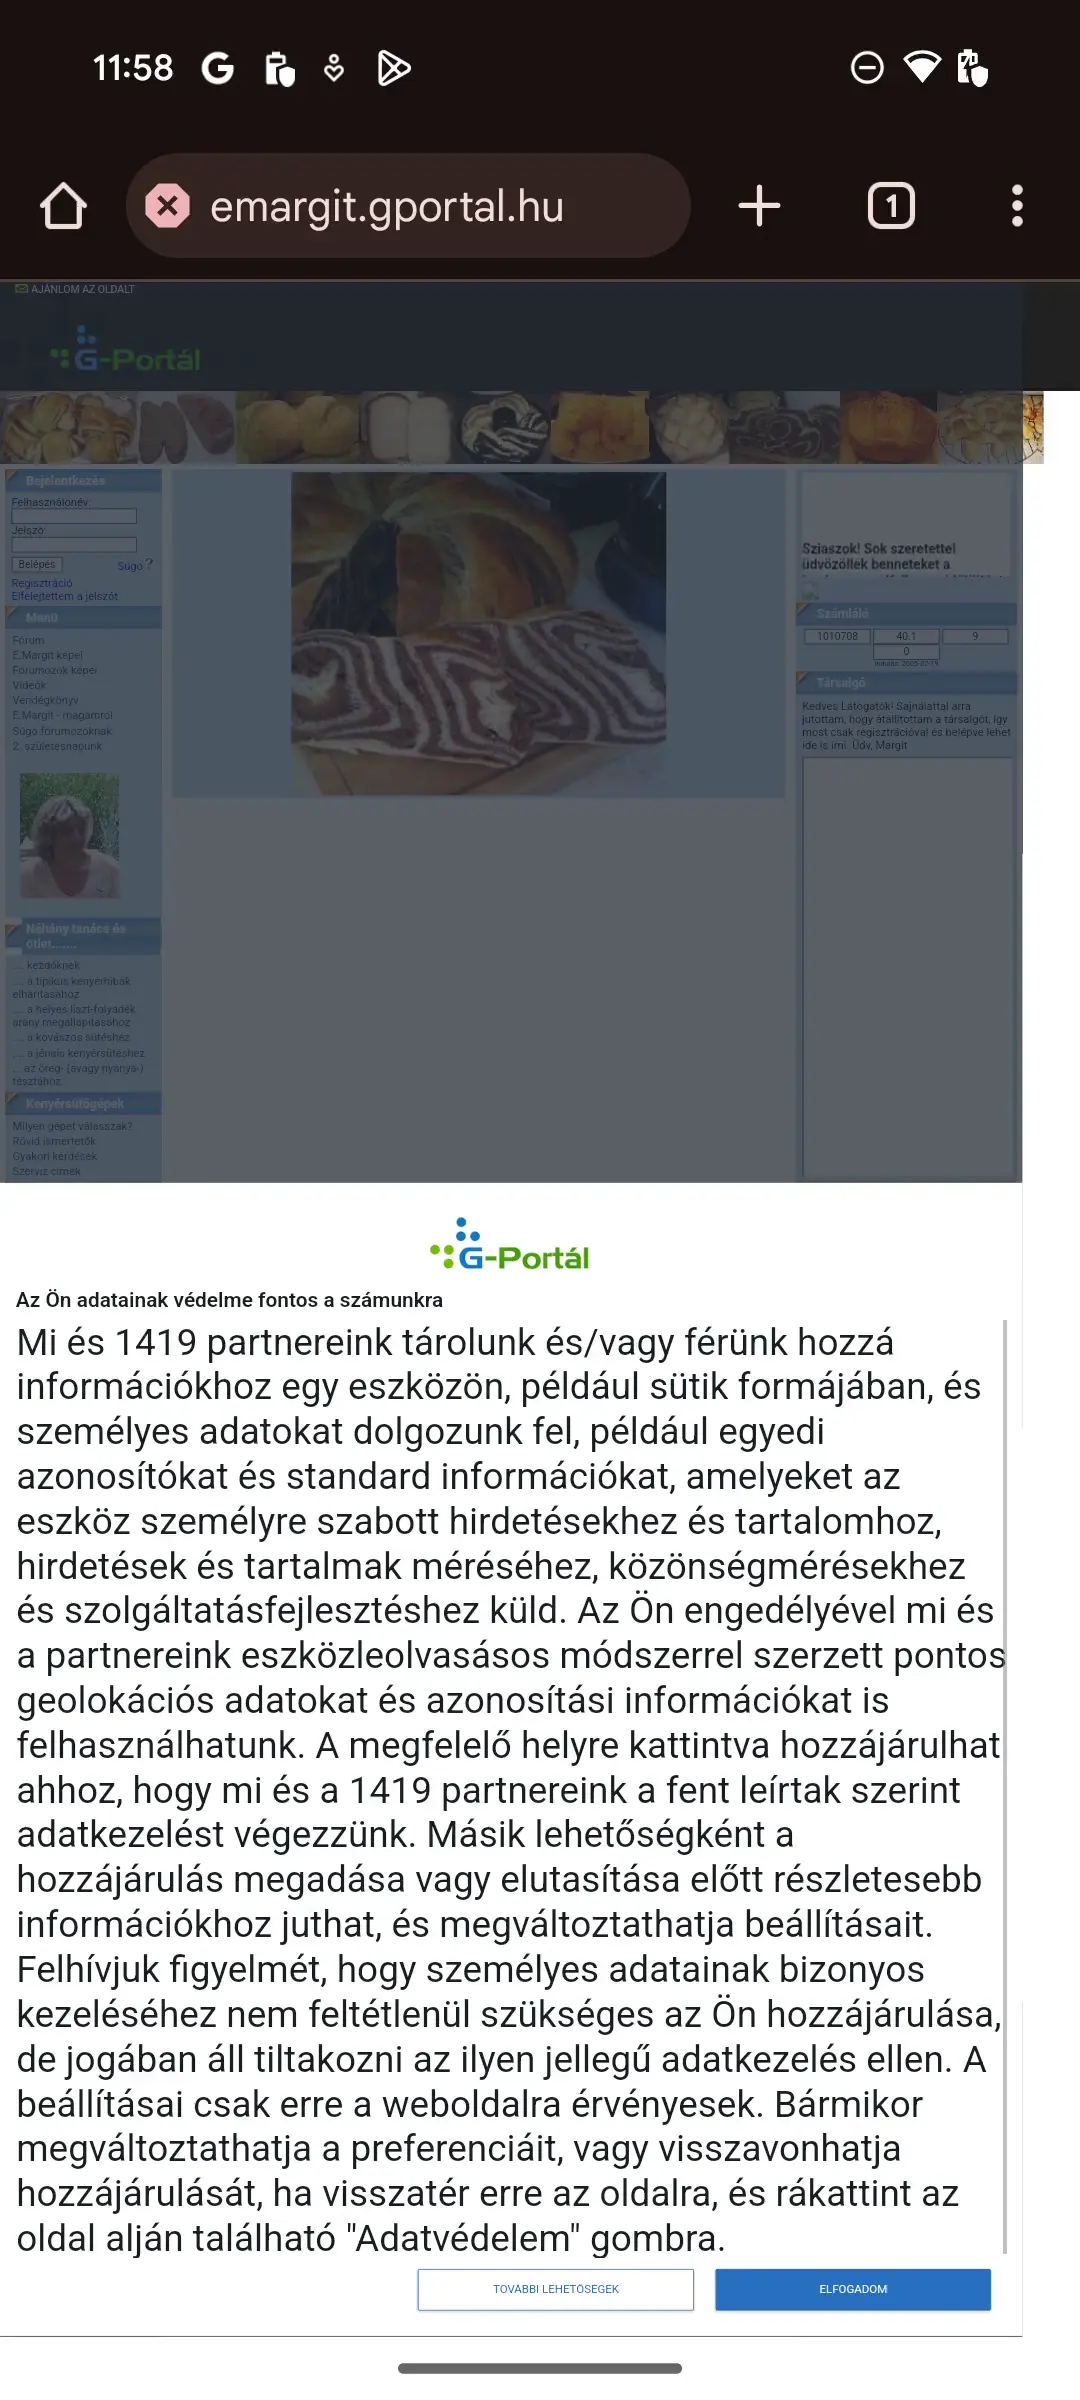 11:58
emargit.gportal.hu
1
AJÁNLOM AZ OLDALT
G-Portál
Bejelentkezés
Felhasználónév:
Jelszó:
Belépés
Súgó ?
Regisztráció
Elfelejtettem a jelszót
Menü
Fórum
E.Margit képei
Fórumozók képei
Videók
Vendégkönyv
E.Margit - magamról
Súgó fórumozóknak
2. születésnapunk
Néhány tanács és
ötlet.......
.... kezdőknek
.... a tipikus kenyérhibák
elhárításához
.... a helyes liszt-folyadék
arány megállapításához
.... a kovászos sütéshez
.... a jénais kenyérsütéshez
... az öreg- (avagy nyanya-)
tésztához
Kenyérsütőgépek
Milyen gépet válasszak?
Rövid ismertetők
Gyakori kérdések
Szerviz címek
Sziasztok! Sok szeretettel
üdvözöllek benneteket a
Számláló
1010708
40.1
9
0
Indulás: 2005-02-19
Társalgó
Kedves Látogatók! Sajnálattal arra
jutottam, hogy átállítottam a társalgót, így
most csak regisztrációval és belépve lehet
ide is írni. Üdv, Margit
G-Portál
Az Ön adatainak védelme fontos a számunkra
Mi és 1419 partnereink tárolunk és/vagy férünk hozzá
információkhoz egy eszközön, például sütik formájában, és
személyes adatokat dolgozunk fel, például egyedi
azonosítókat és standard információkat, amelyeket az
eszköz személyre szabott hirdetésekhez és tartalomhoz,
hirdetések és tartalmak méréséhez, közönségmérésekhez
és szolgáltatásfejlesztéshez küld. Az Ön engedélyével mi és
a partnereink eszközleolvasásos módszerrel szerzett pontos
geolokációs adatokat és azonosítási információkat is
felhasználhatunk. A megfelelő helyre kattintva hozzájárulhat
ahhoz, hogy mi és a 1419 partnereink a fent leírtak szerint
adatkezelést végezzünk. Másik lehetőségként a
hozzájárulás megadása vagy elutasítása előtt részletesebb
információkhoz juthat, és megváltoztathatja beállításait.
Felhívjuk figyelmét, hogy személyes adatainak bizonyos
kezeléséhez nem feltétlenül szükséges az Ön hozzájárulása,
de jogában áll tiltakozni az ilyen jellegű adatkezelés ellen. A
beállításai csak erre a weboldalra érvényesek. Bármikor
megváltoztathatja a preferenciáit, vagy visszavonhatja
hozzájárulását, ha visszatér erre az oldalra, és rákattint az
oldal alján található "Adatvédelem" gombra.
TOVÁBBI LEHETŐSÉGEK
ELFOGADOM